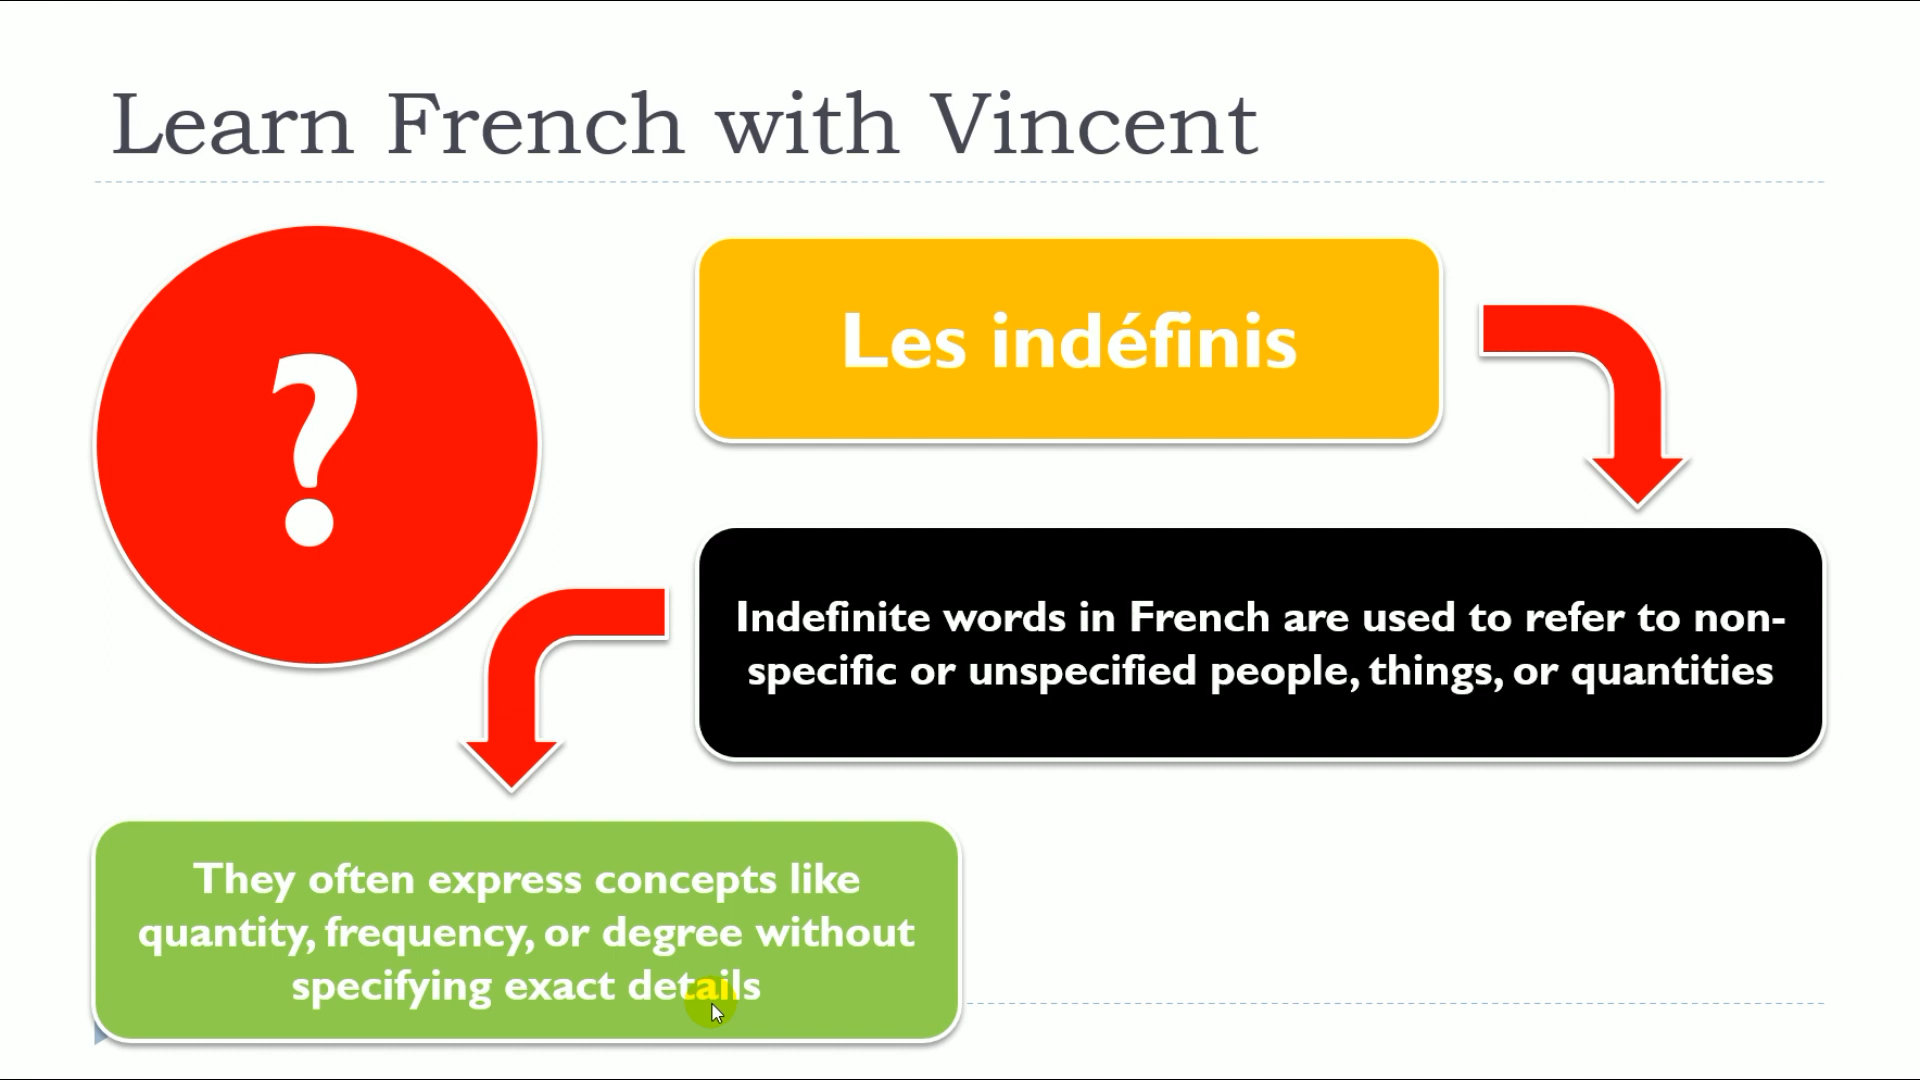 Learn French with Vincent
?
Les indéfinis
Indefinite words in French are used to refer to non-
specific or unspecified people, things, or quantities
They often express concepts like
quantity, frequency, or degree without
specifying exact details